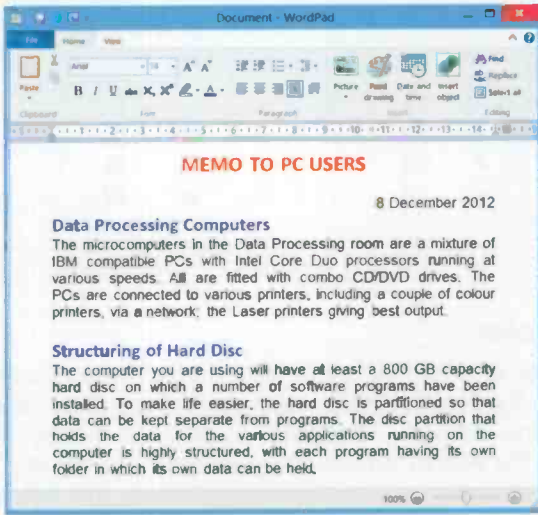 Document - WordPad
File Home View
Paste
Arial
B I U abc X₂ X² A
Picture Paint drawing Date and time Insert object
Find
Replace
Select all
Clipboard Font Paragraph Insert Editing
MEMO TO PC USERS
8 December 2012
Data Processing Computers
The microcomputers in the Data Processing room are a mixture of
IBM compatible PCs with Intel Core Duo processors running at
various speeds. All are fitted with combo CD/DVD drives. The
PCs are connected to various printers, including a couple of colour
printers, via a network; the Laser printers giving best output.
Structuring of Hard Disc
The computer you are using will have at least a 800 GB capacity
hard disc on which a number of software programs have been
installed. To make life easier, the hard disc is partitioned so that
data can be kept separate from programs. The disc partition that
holds the data for the various applications running on the
computer is highly structured, with each program having its own
folder in which its own data can be held.
100%